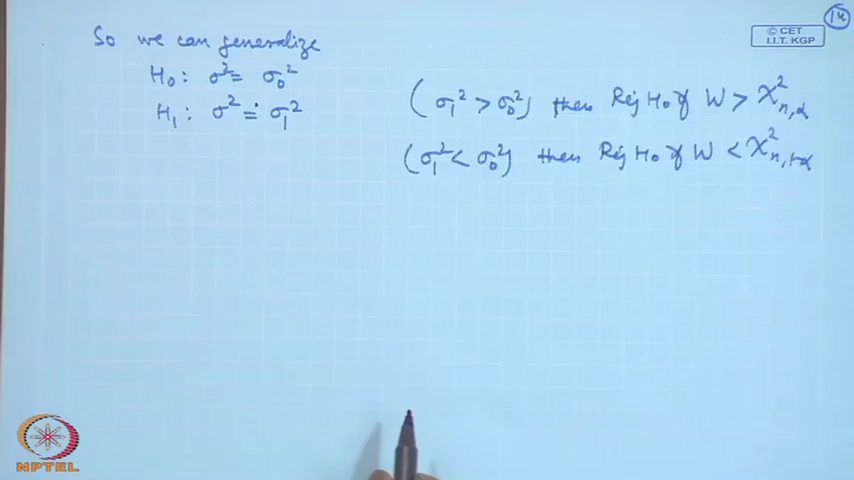 14
© CET
I.I.T. KGP
So we can generalize
H₀: σ² = σ₀²
H₁: σ² = σ₁²
(σ₁² > σ₀²) then Rej H₀ if W > χ²ₙ,α
(σ₁² < σ₀²) then Rej H₀ if W < χ²ₙ,₁₋α
NPTEL